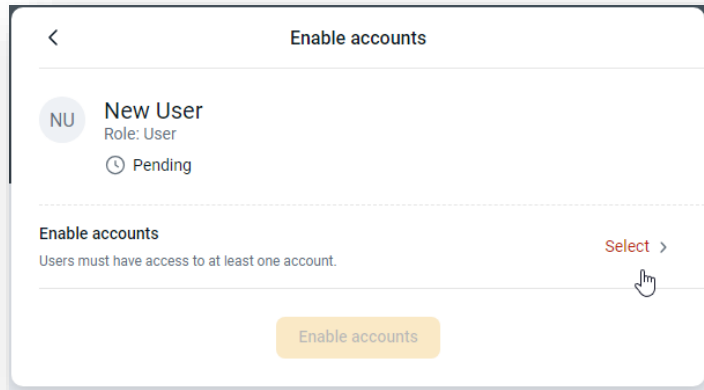 Enable accounts
NU
New User
Role: User
Pending
Enable accounts
Users must have access to at least one account.
Select
Enable accounts